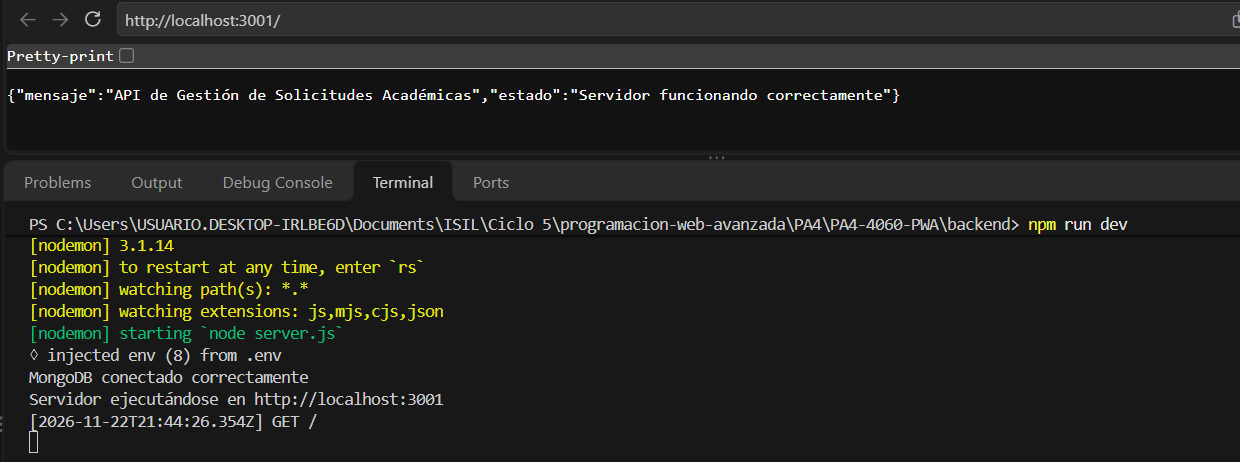 http://localhost:3001/
Pretty-print
{"mensaje":"API de Gestión de Solicitudes Académicas","estado":"Servidor funcionando correctamente"}
Problems Output Debug Console Terminal Ports
PS C:\Users\USUARIO.DESKTOP-IRLBE6D\Documents\ISIL\Ciclo 5\programacion-web-avanzada\PA4\PA4-4060-PWA\backend> npm run dev
[nodemon] 3.1.14
[nodemon] to restart at any time, enter `rs`
[nodemon] watching path(s): *.*
[nodemon] watching extensions: js,mjs,cjs,json
[nodemon] starting `node server.js`
◊ injected env (8) from .env
MongoDB conectado correctamente
Servidor ejecutándose en http://localhost:3001
[2026-11-22T21:44:26.354Z] GET /